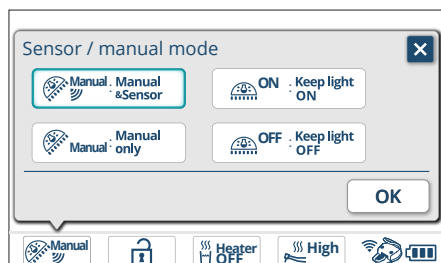 Sensor / manual mode
Manual : Manual &Sensor
ON : Keep light ON
Manual : Manual only
OFF : Keep light OFF
OK
Manual
Heater OFF
High